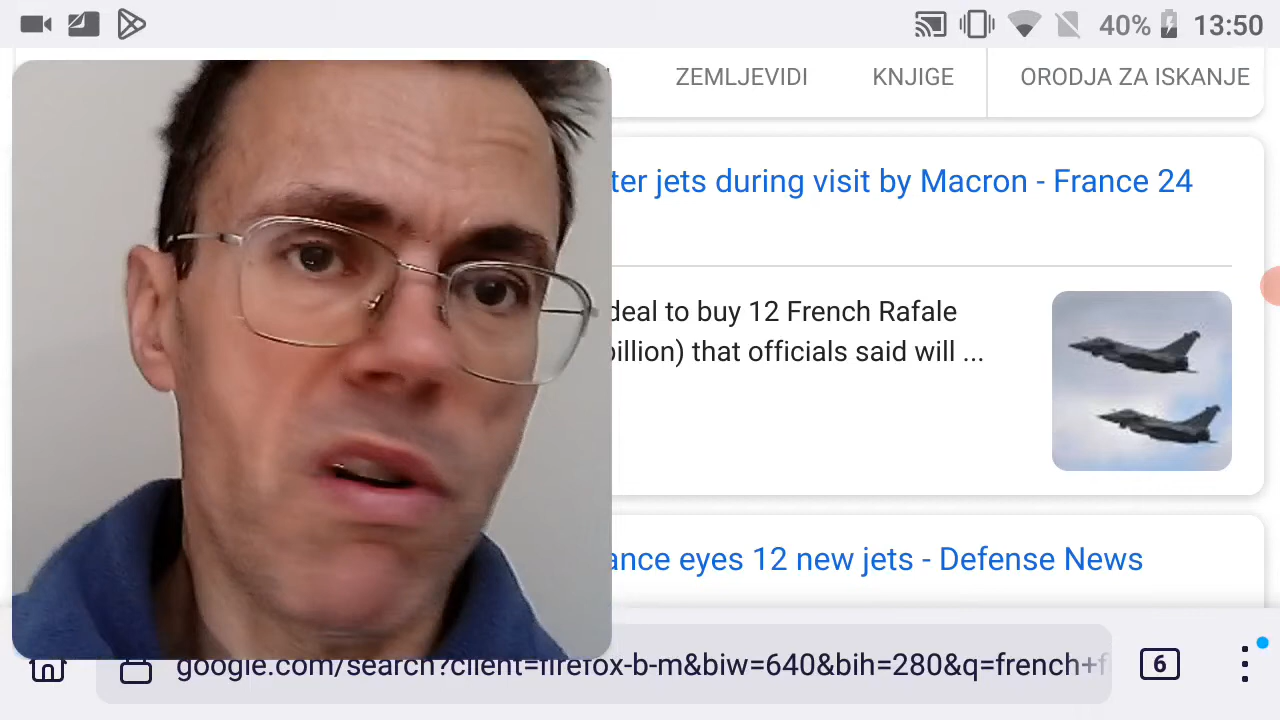 40% 13:50
ZEMLJEVIDI KNJIGE ORODJA ZA ISKANJE
ter jets during visit by Macron - France 24
deal to buy 12 French Rafale
billion) that officials said will ...
ance eyes 12 new jets - Defense News
google.com/search?client=firefox-b-m&biw=640&bih=280&q=french+f
6